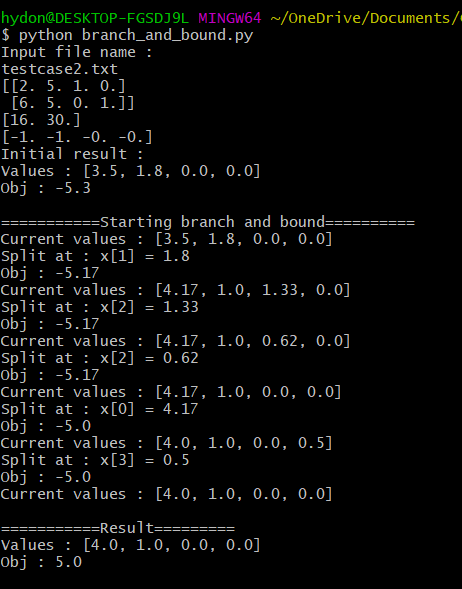 hydon@DESKTOP-FGSDJ9L MINGW64 ~/OneDrive/Documents/
$ python branch_and_bound.py
Input file name :
testcase2.txt
[[2. 5. 1. 0.]
 [6. 5. 0. 1.]]
[16. 30.]
[-1. -1. -0. -0.]
Initial result :
Values : [3.5, 1.8, 0.0, 0.0]
Obj : -5.3

===========Starting branch and bound==========
Current values : [3.5, 1.8, 0.0, 0.0]
Split at : x[1] = 1.8
Obj : -5.17
Current values : [4.17, 1.0, 1.33, 0.0]
Split at : x[2] = 1.33
Obj : -5.17
Current values : [4.17, 1.0, 0.62, 0.0]
Split at : x[2] = 0.62
Obj : -5.17
Current values : [4.17, 1.0, 0.0, 0.0]
Split at : x[0] = 4.17
Obj : -5.0
Current values : [4.0, 1.0, 0.0, 0.5]
Split at : x[3] = 0.5
Obj : -5.0
Current values : [4.0, 1.0, 0.0, 0.0]

===========Result=========
Values : [4.0, 1.0, 0.0, 0.0]
Obj : 5.0